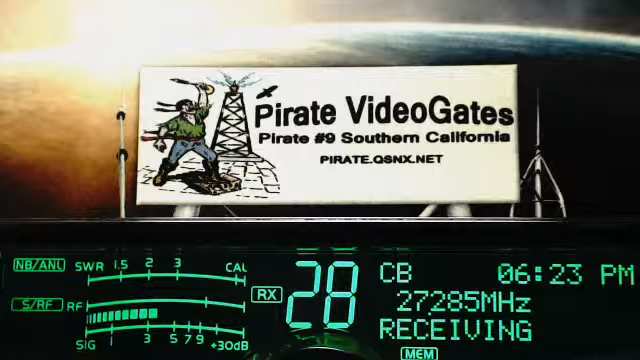 Pirate VideoGates
Pirate #9 Southern California
PIRATE.QSNX.NET
NB/ANL SWR 1.5 2 3 CAL
S/RF RF
SIG 1 3 5 7 9 +30dB
RX 28 CB 06:23 PM
27285MHz
RECEIVING
MEM